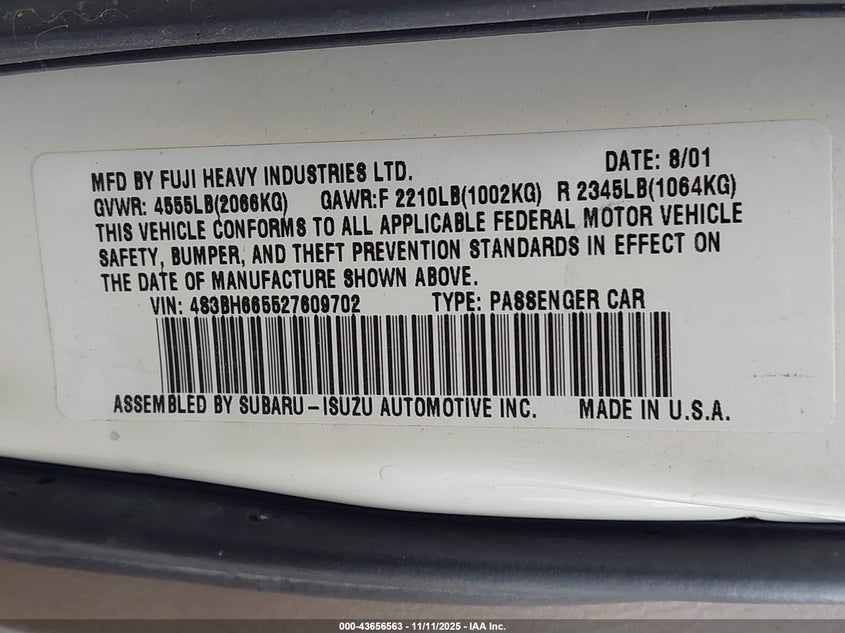 MFD BY FUJI HEAVY INDUSTRIES LTD. DATE: 8/01
GVWR: 4555LB(2066KG) GAWR:F 2210LB(1002KG) R 2345LB(1064KG)
THIS VEHICLE CONFORMS TO ALL APPLICABLE FEDERAL MOTOR VEHICLE
SAFETY, BUMPER, AND THEFT PREVENTION STANDARDS IN EFFECT ON
THE DATE OF MANUFACTURE SHOWN ABOVE.
VIN: 4S3BH665527609702 TYPE: PASSENGER CAR
ASSEMBLED BY SUBARU-ISUZU AUTOMOTIVE INC. MADE IN U.S.A.
000-43656563 - 11/11/2025 - IAA Inc.